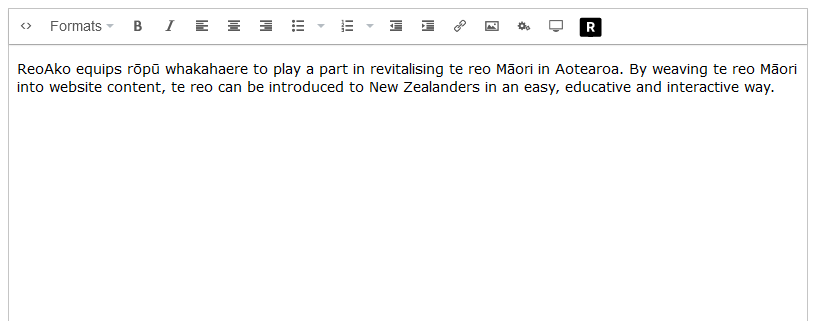 Formats B I R
ReoAko equips rōpū whakahaere to play a part in revitalising te reo Māori in Aotearoa. By weaving te reo Māori
into website content, te reo can be introduced to New Zealanders in an easy, educative and interactive way.